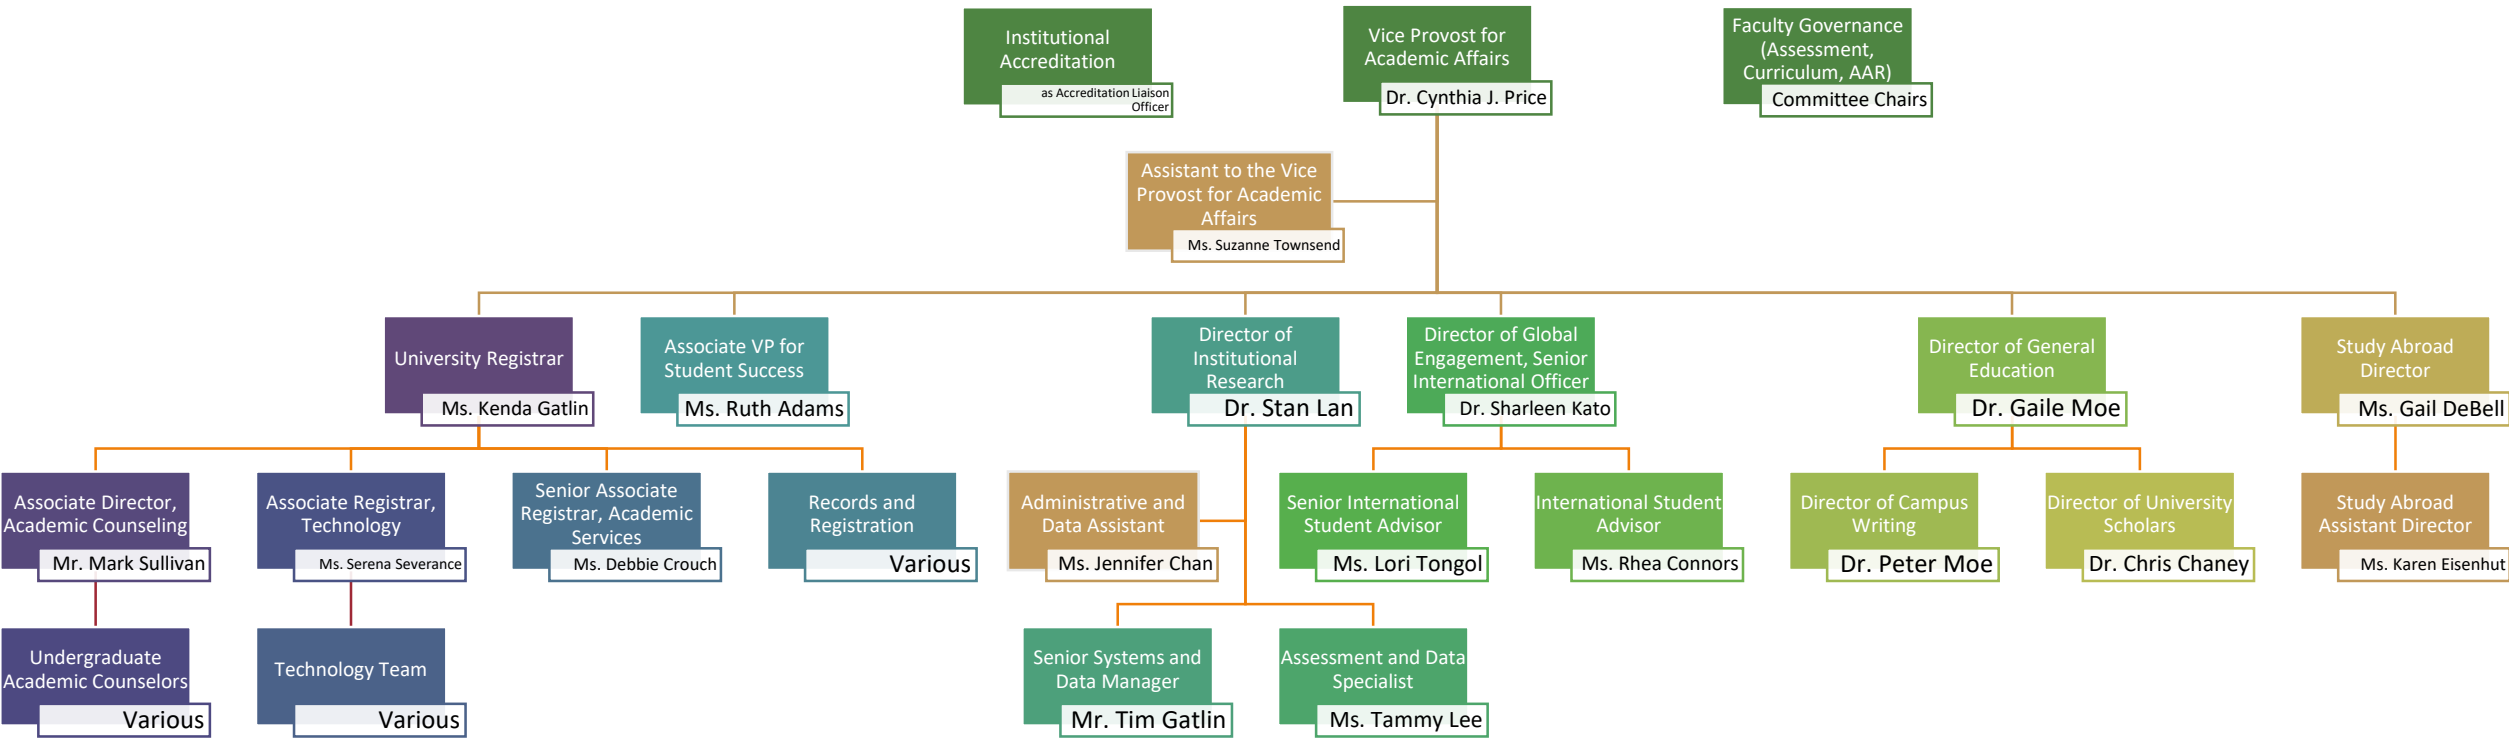 Institutional
Accreditation
as Accreditation Liaison
Officer
Vice Provost for
Academic Affairs
Dr. Cynthia J. Price
Faculty Governance
(Assessment,
Curriculum, AAR)
Committee Chairs
Assistant to the Vice
Provost for Academic
Affairs
Ms. Suzanne Townsend
University Registrar
Ms. Kenda Gatlin
Associate VP for
Student Success
Ms. Ruth Adams
Director of
Institutional
Research
Dr. Stan Lan
Director of Global
Engagement, Senior
International Officer
Dr. Sharleen Kato
Director of General
Education
Dr. Gaile Moe
Study Abroad
Director
Ms. Gail DeBell
Associate Director,
Academic Counseling
Mr. Mark Sullivan
Associate Registrar,
Technology
Ms. Serena Severance
Senior Associate
Registrar, Academic
Services
Ms. Debbie Crouch
Records and
Registration
Various
Administrative and
Data Assistant
Ms. Jennifer Chan
Senior International
Student Advisor
Ms. Lori Tongol
International Student
Advisor
Ms. Rhea Connors
Director of Campus
Writing
Dr. Peter Moe
Director of University
Scholars
Dr. Chris Chaney
Study Abroad
Assistant Director
Ms. Karen Eisenhut
Undergraduate
Academic Counselors
Various
Technology Team
Various
Senior Systems and
Data Manager
Mr. Tim Gatlin
Assessment and Data
Specialist
Ms. Tammy Lee